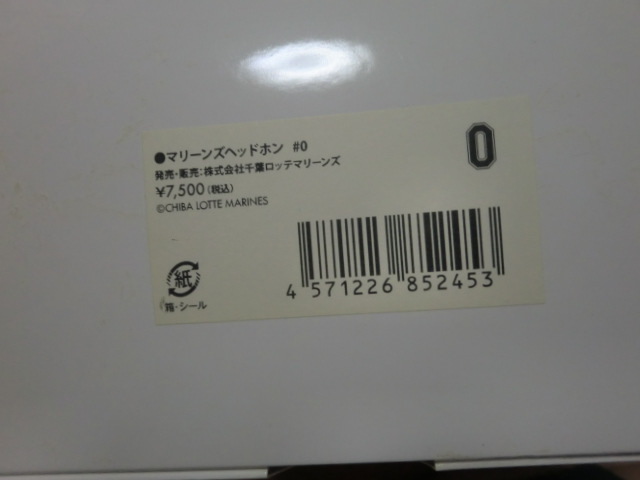 ●マリーンズヘッドホン #0
発売・販売：株式会社千葉ロッテマリーンズ
¥7,500（税込）
©CHIBA LOTTE MARINES
0
紙
箱・シール
4 571226 852453